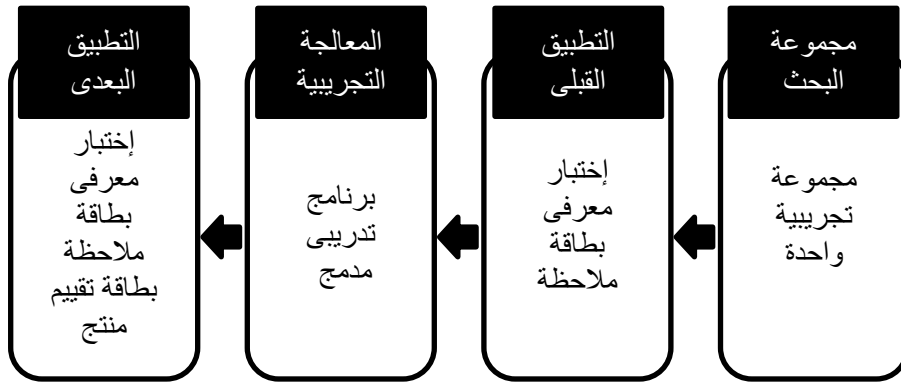 مجموعة
البحث
مجموعة
تجريبية
واحدة
التطبيق
القبلى
إختبار
معرفى
بطاقة
ملاحظة
المعالجة
التجريبية
برنامج
تدريبى
مدمج
التطبيق
البعدى
إختبار
معرفى
بطاقة
ملاحظة
بطاقة تقييم
منتج